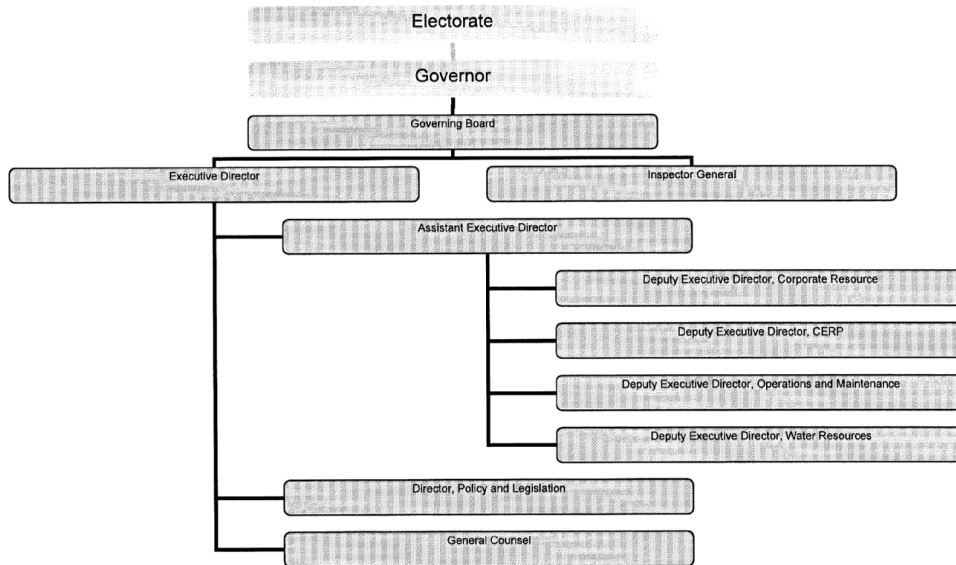 Electorate
Governor
Governing Board
Executive Director
Inspector General
Assistant Executive Director
Deputy Executive Director, Corporate Resource
Deputy Executive Director, CERP
Deputy Executive Director, Operations and Maintenance
Deputy Executive Director, Water Resources
Director, Policy and Legislation
General Counsel